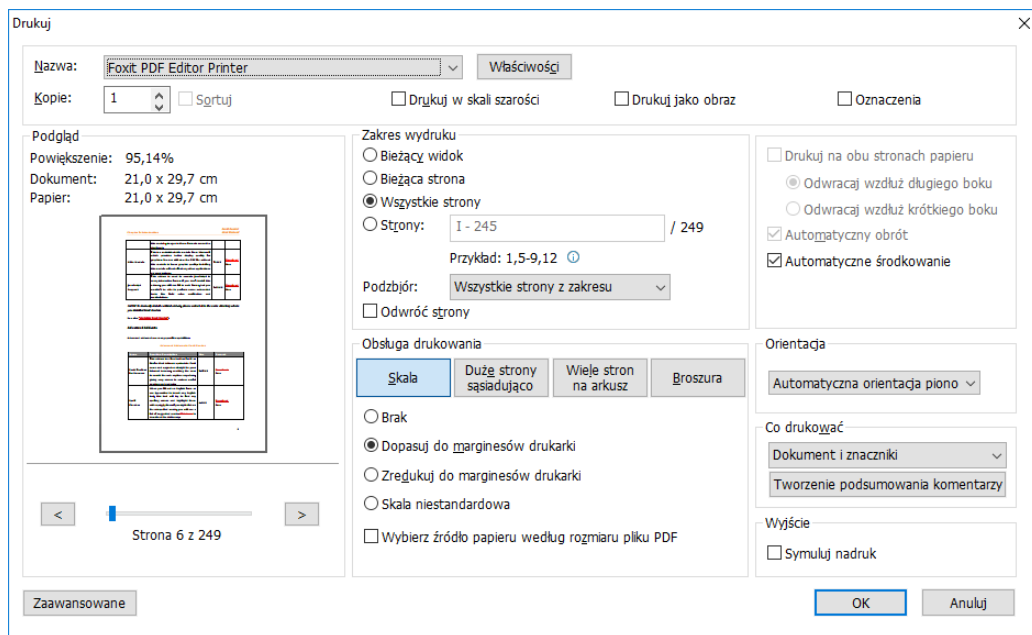 Drukuj
Nazwa: Foxit PDF Editor Printer Właściwości
Kopie: 1 Sortuj Drukuj w skali szarości Drukuj jako obraz Oznaczenia
Podgląd
Powiększenie: 95,14%
Dokument: 21,0 x 29,7 cm
Papier: 21,0 x 29,7 cm
< >
Strona 6 z 249
Zakres wydruku
Bieżący widok
Bieżąca strona
Wszystkie strony
Strony: I - 245 / 249
Przykład: 1,5-9,12
Podzbjór: Wszystkie strony z zakresu
Odwróć strony
Obsługa drukowania
Skala
Duże strony
sąsiadująco
Wiele stron
na arkusz
Broszura
Brak
Dopasuj do marginesów drukarki
Zredukuj do marginesów drukarki
Skala niestandardowa
Wybierz źródło papieru według rozmiaru pliku PDF
Drukuj na obu stronach papieru
Odwracaj wzdłuż długiego boku
Odwracaj wzdłuż krótkiego boku
Automatyczny obrót
Automatyczne środkowanie
Orientacja
Automatyczna orientacja piono
Co drukować
Dokument i znaczniki
Tworzenie podsumowania komentarzy
Wyjście
Symuluj nadruk
Zaawansowane OK Anuluj